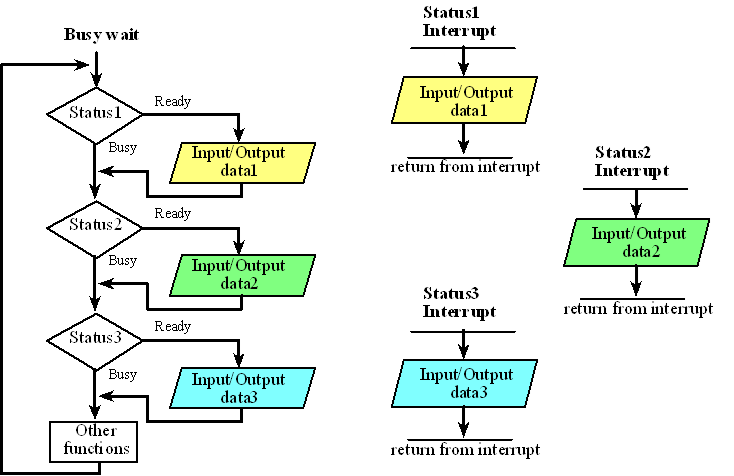 Busy wait
Status1
Ready
Busy
Input/Output
data1
Status2
Ready
Busy
Input/Output
data2
Status3
Ready
Busy
Input/Output
data3
Other
functions
Status1
Interrupt
Input/Output
data1
return from interrupt
Status2
Interrupt
Input/Output
data2
return from interrupt
Status3
Interrupt
Input/Output
data3
return from interrupt